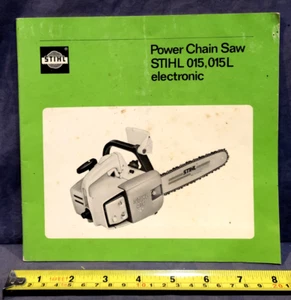 STIHL
Power Chain Saw
STIHL 015,015L
electronic
STIHL
1 2 3 4 5 6 7 8